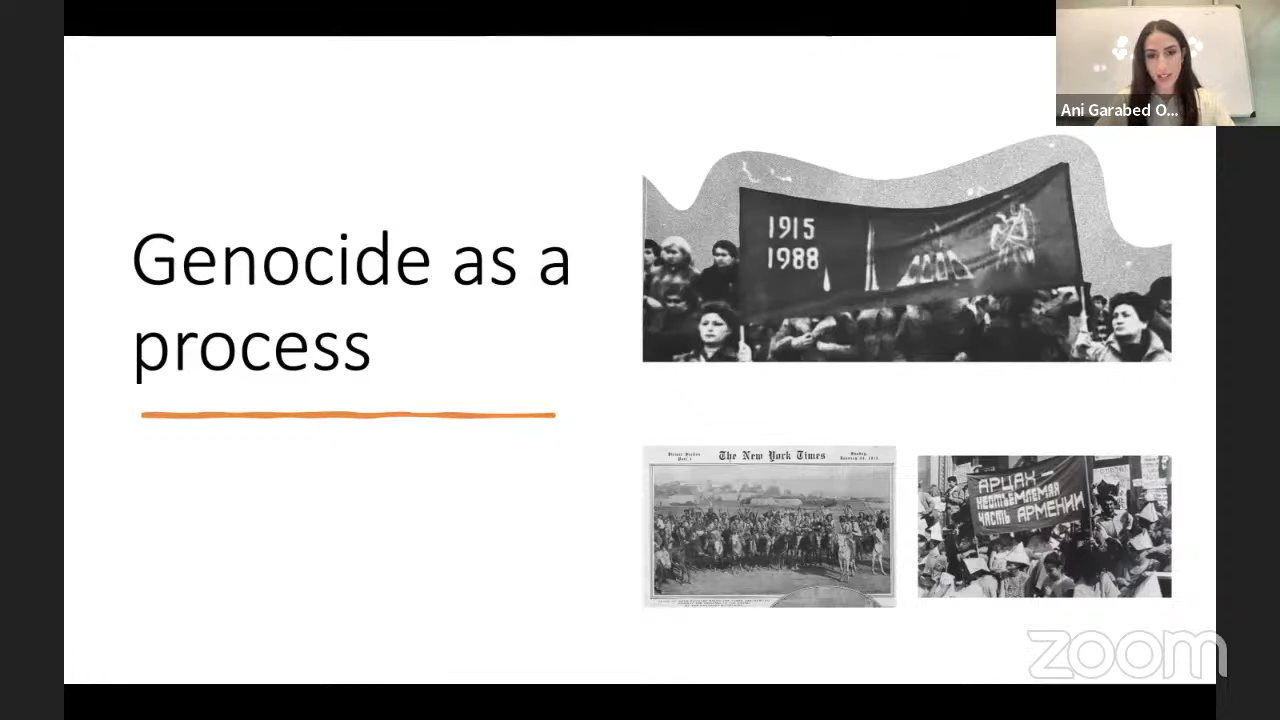 Ani Garabed O...
Genocide as a
process
1915
1988
The New York Times
АРЦАХ —
НЕОТЪЕМЛЕМАЯ
ЧАСТЬ АРМЕНИИ
zoom